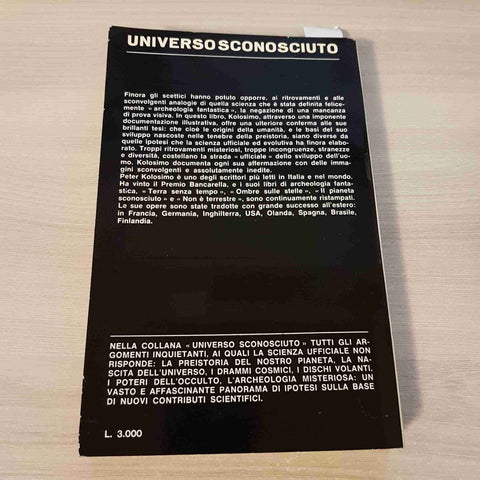 UNIVERSO SCONOSCIUTO
Finora gli scettici hanno potuto opporre, ai ritrovamenti e alle
sconvolgenti analogie di quella scienza che è stata definita felice-
mente « archeologia fantastica », la negazione di una mancanza
di prova visiva. In questo libro, Kolosimo, attraverso una imponente
documentazione illustrativa, offre una ulteriore conferma alle sue
brillanti tesi: che cioè le origini della umanità, e le basi del suo
sviluppo nascoste nelle tenebre della preistoria, siano diverse da
quelle ipotesi che la scienza ufficiale ed evolutiva ha finora elabo-
rato. Troppi ritrovamenti misteriosi, troppe incongruenze, stranezze
e diversità, costellano la strada « ufficiale » dello sviluppo dell'uo-
mo. Kolosimo documenta ogni sua affermazione con delle imma-
gini sconvolgenti e assolutamente inedite.
Peter Kolosimo è uno degli scrittori più letti in Italia e nel mondo.
Ha vinto il Premio Bancarella, e i suoi libri di archeologia fanta-
stica, « Terra senza tempo », « Ombre sulle stelle », « Il pianeta
sconosciuto » e « Non è terrestre », sono continuamente ristampati.
Le sue opere sono state tradotte con grande successo all'estero:
in Francia, Germania, Inghilterra, USA, Olanda, Spagna, Brasile,
Finlandia.
NELLA COLLANA « UNIVERSO SCONOSCIUTO » TUTTI GLI AR-
GOMENTI INQUIETANTI, AI QUALI LA SCIENZA UFFICIALE NON
RISPONDE: LA PREISTORIA DEL NOSTRO PIANETA, LA NA-
SCITA DELL'UNIVERSO, I DRAMMI COSMICI, I DISCHI VOLANTI,
I POTERI DELL'OCCULTO, L'ARCHEOLOGIA MISTERIOSA: UN
VASTO E AFFASCINANTE PANORAMA DI IPOTESI SULLA BASE
DI NUOVI CONTRIBUTI SCIENTIFICI.
L. 3.000